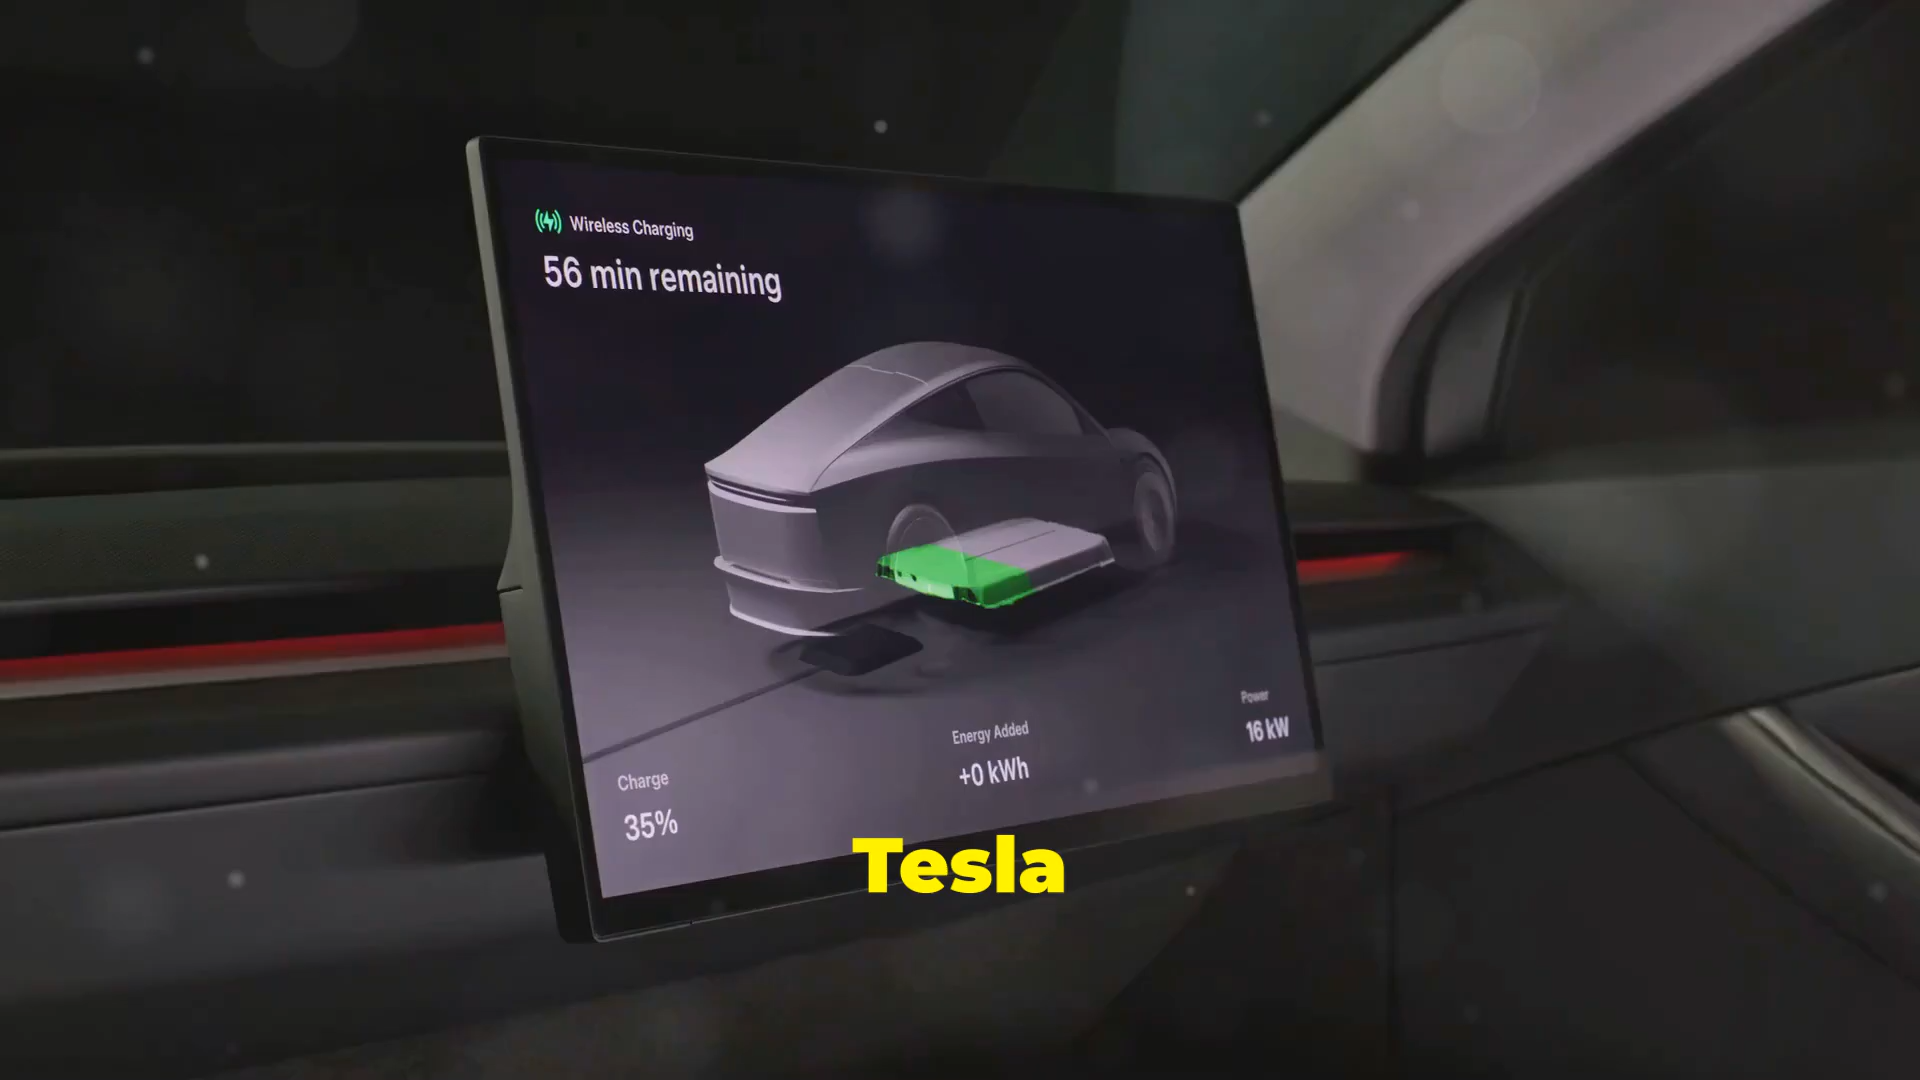 Wireless Charging
56 min remaining
Power
16 kW
Energy Added
+0 kWh
Charge
35%
Tesla